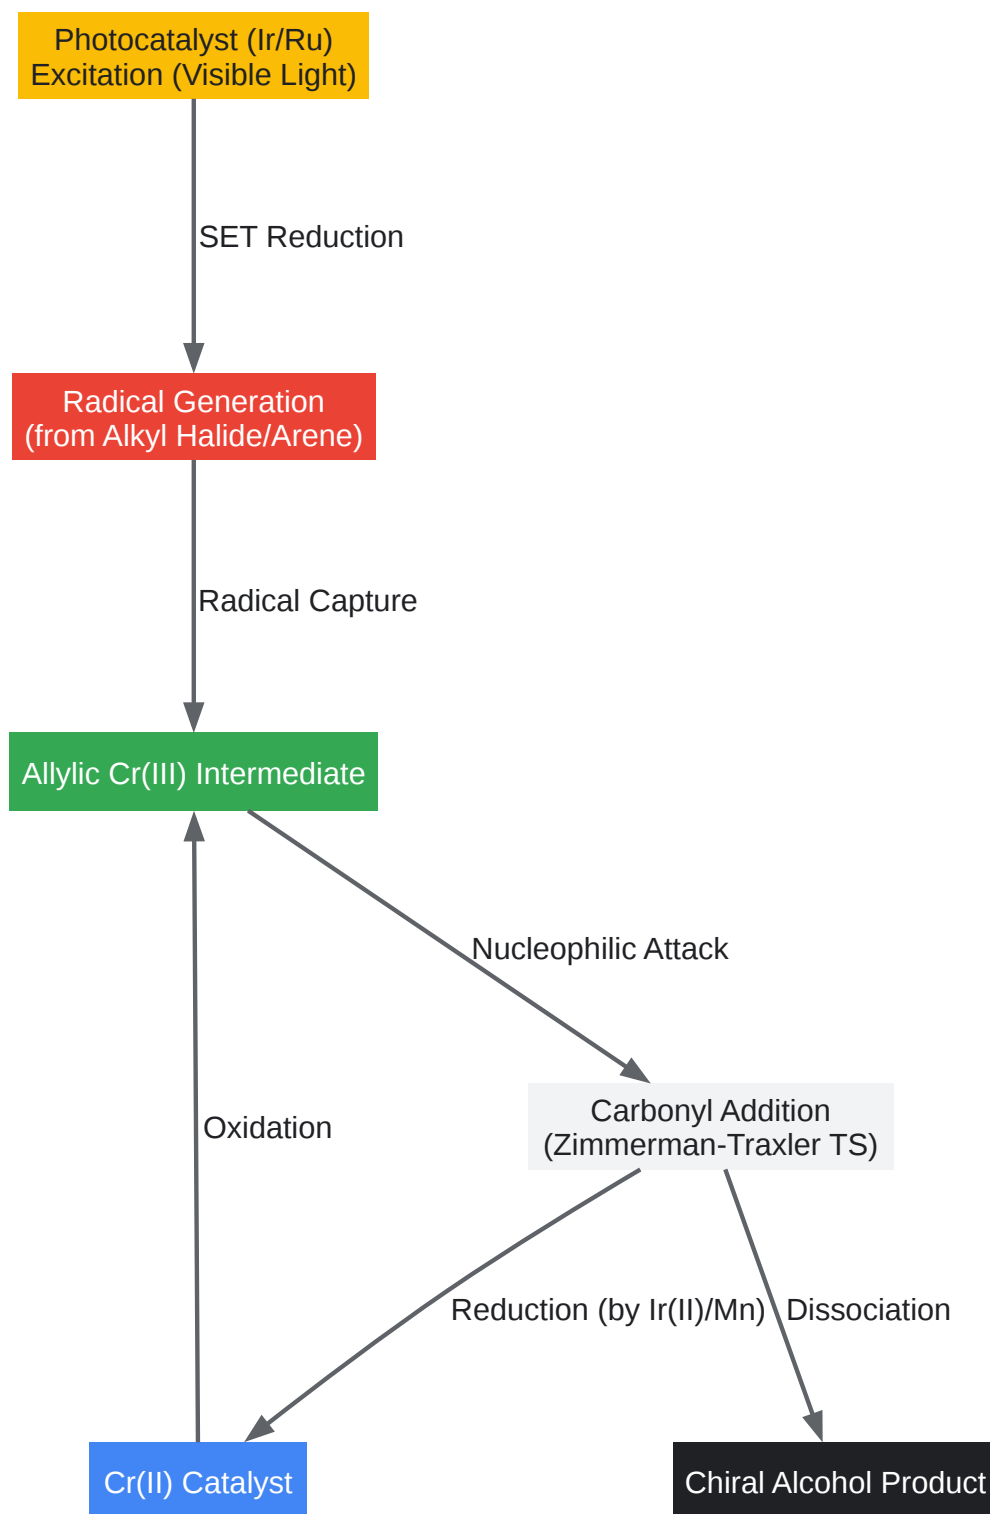 Photocatalyst (Ir/Ru)
Excitation (Visible Light)
SET Reduction
Radical Generation
(from Alkyl Halide/Arene)
Radical Capture
Allylic Cr(III) Intermediate
Nucleophilic Attack
Carbonyl Addition
(Zimmerman-Traxler TS)
Oxidation
Reduction (by Ir(II)/Mn)
Dissociation
Cr(II) Catalyst
Chiral Alcohol Product